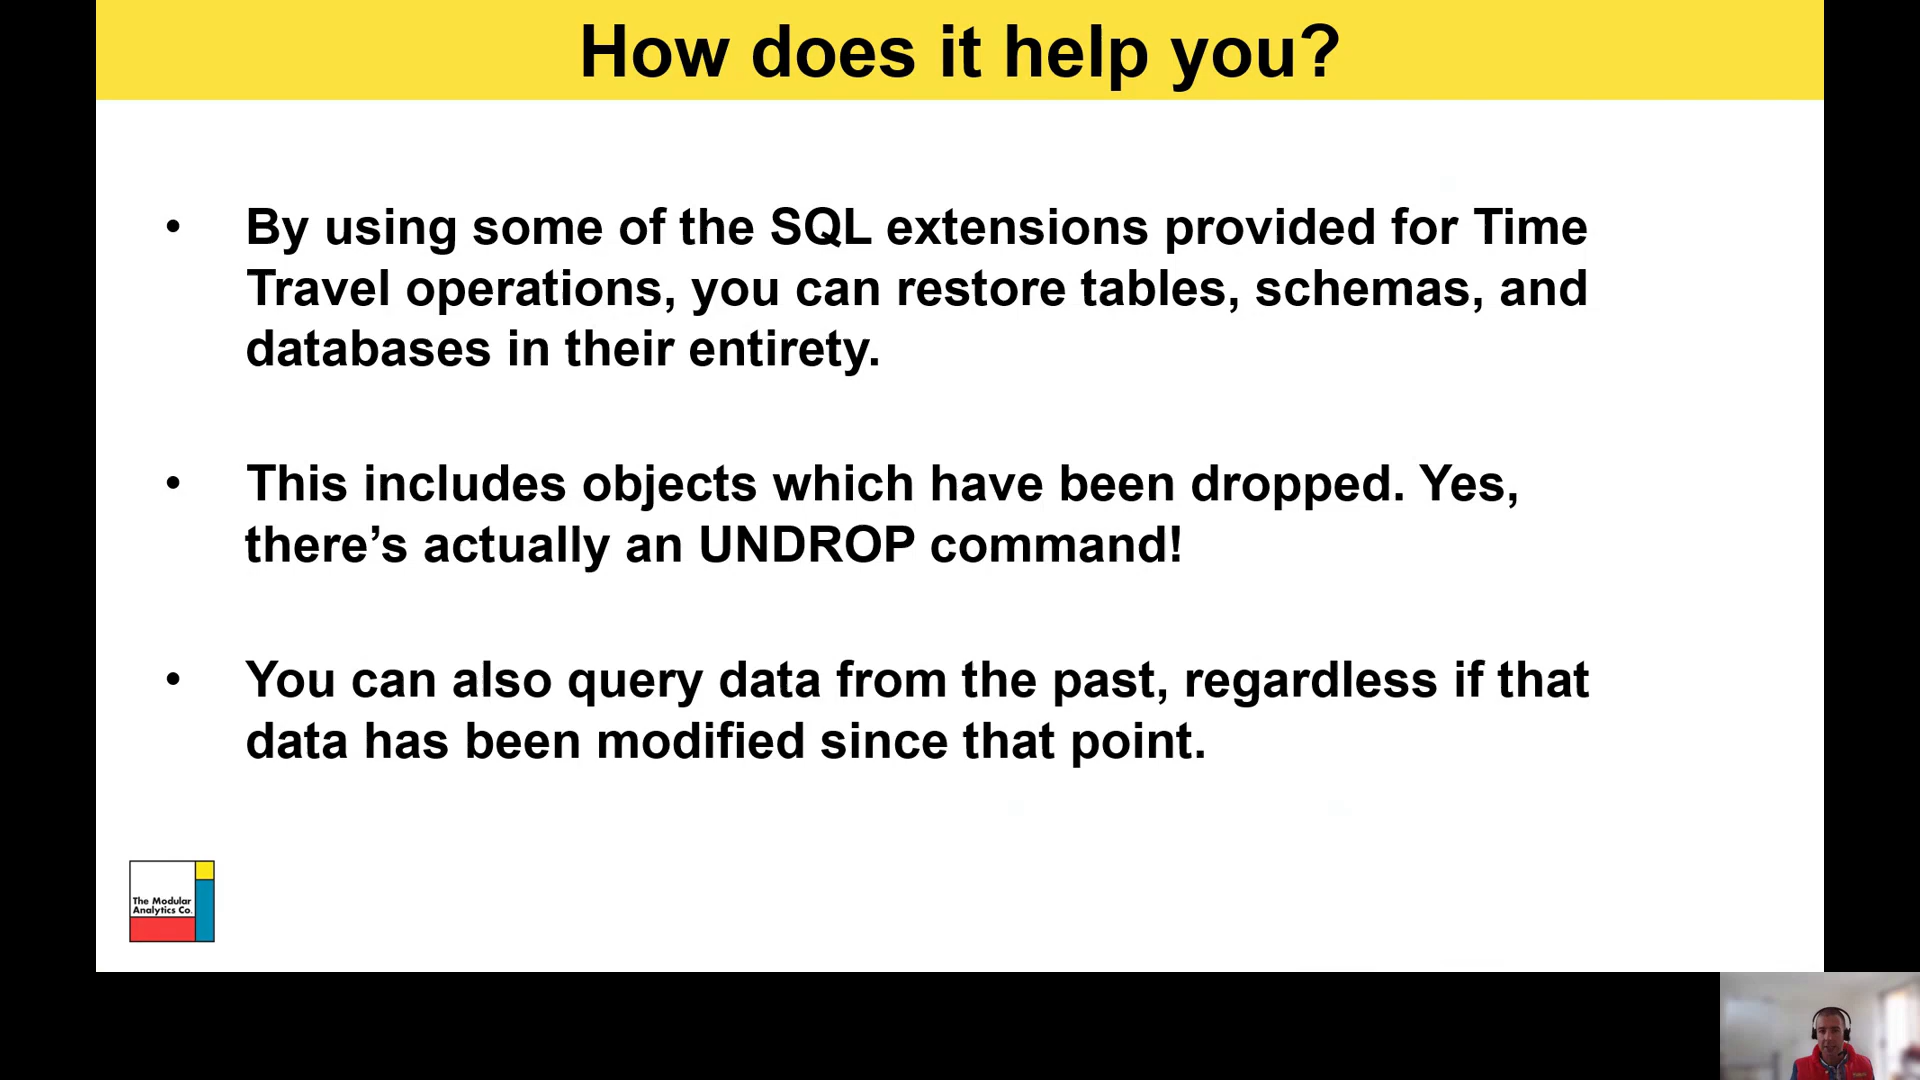 How does it help you?
• By using some of the SQL extensions provided for Time
Travel operations, you can restore tables, schemas, and
databases in their entirety.
• This includes objects which have been dropped. Yes,
there’s actually an UNDROP command!
• You can also query data from the past, regardless if that
data has been modified since that point.
The Modular
Analytics Co.